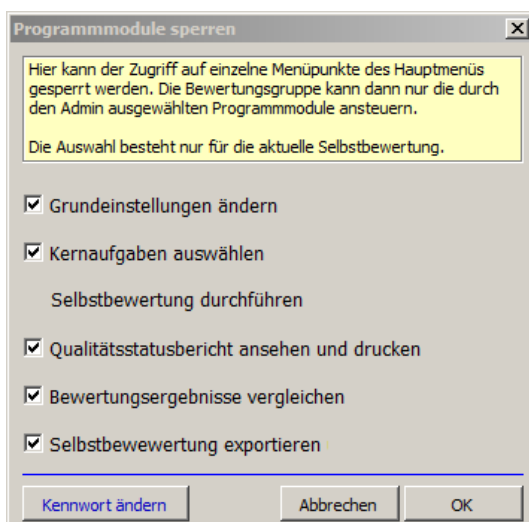 Programmmodule sperren
Hier kann der Zugriff auf einzelne Menüpunkte des Hauptmenüs
gesperrt werden. Die Bewertungsgruppe kann dann nur die durch
den Admin ausgewählten Programmmodule ansteuern.
Die Auswahl besteht nur für die aktuelle Selbstbewertung.
Grundeinstellungen ändern
Kernaufgaben auswählen
Selbstbewertung durchführen
Qualitätsstatusbericht ansehen und drucken
Bewertungsergebnisse vergleichen
Selbstbewewertung exportieren
Kennwort ändern
Abbrechen
OK